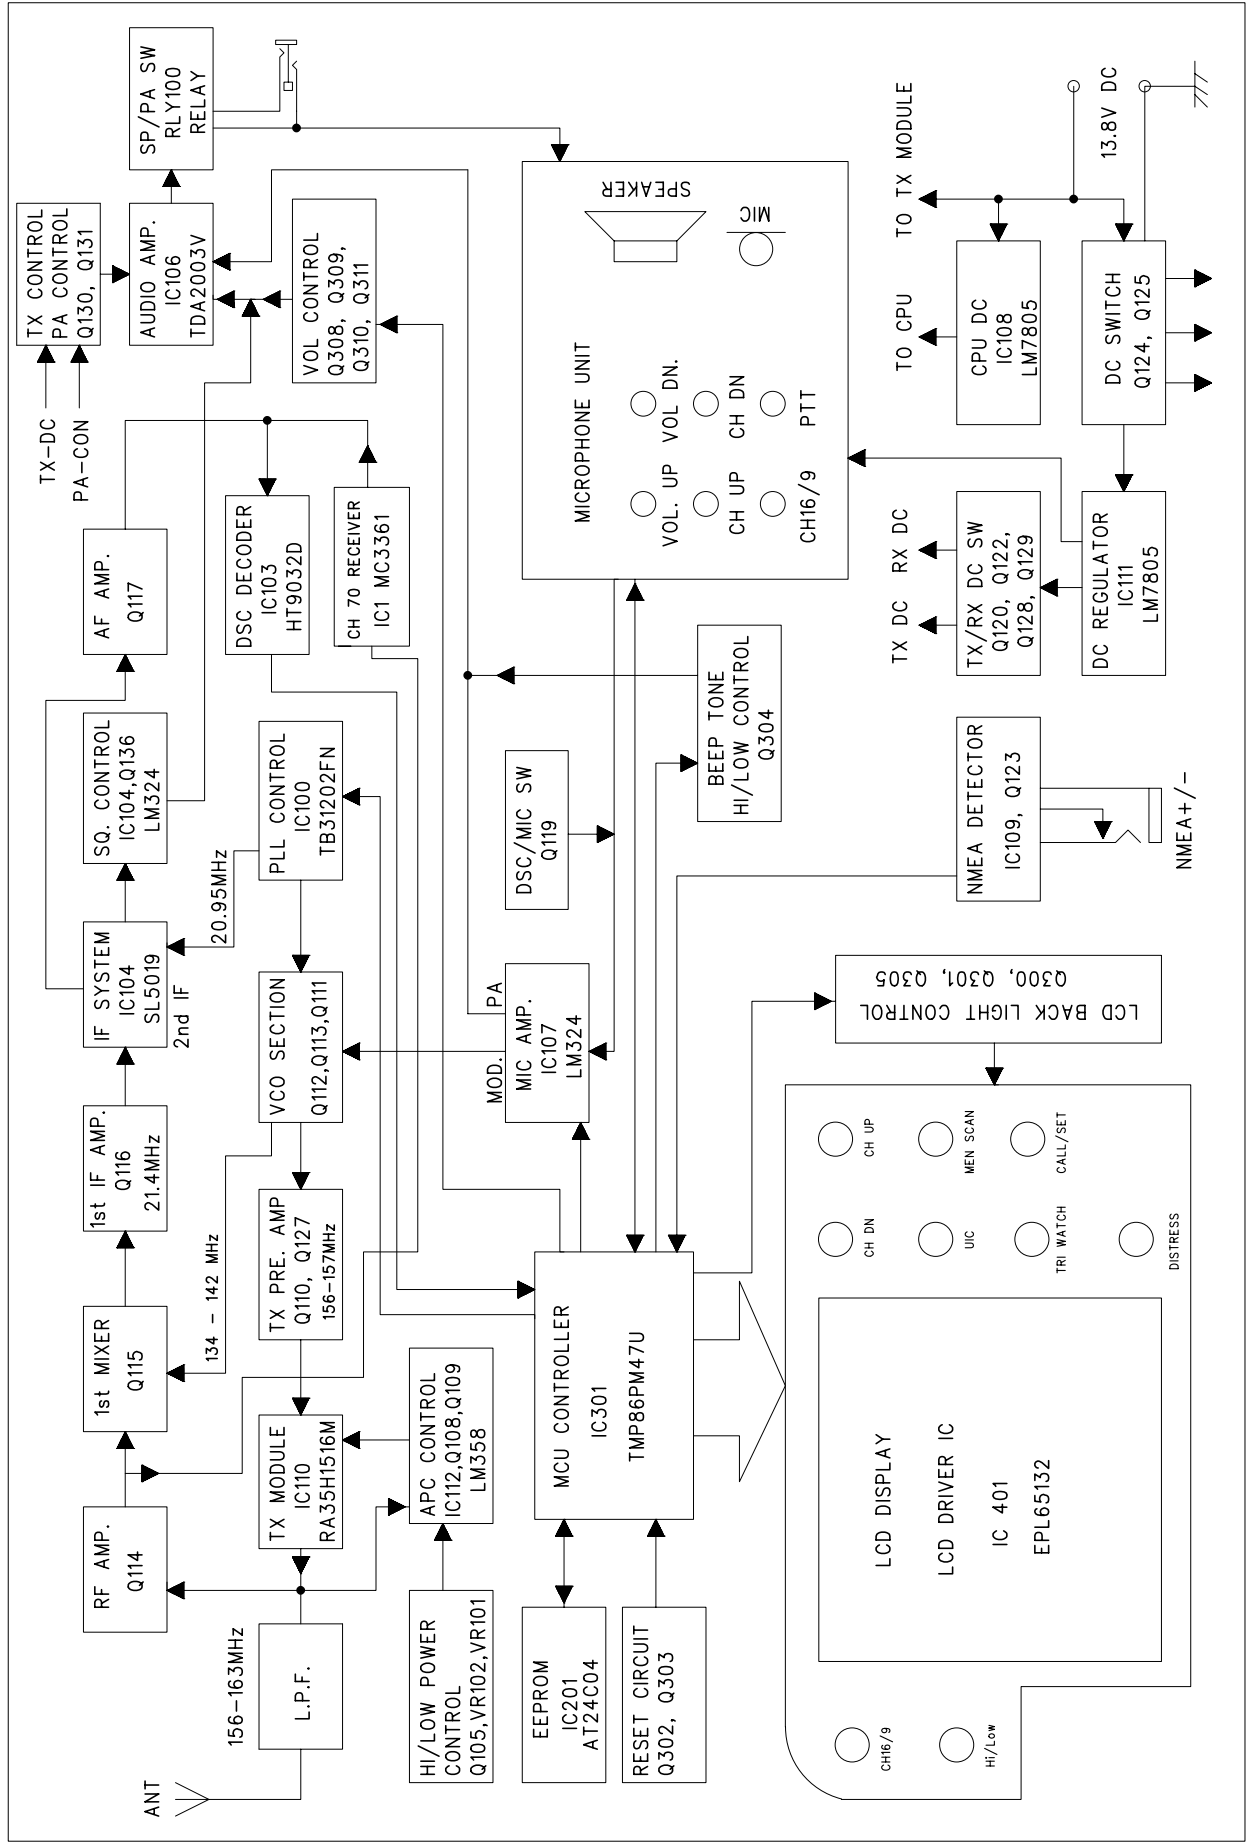 ANT
156-163MHz
L.P.F.
RF AMP.
Q114
1st MIXER
Q115
1st IF AMP.
Q116
21.4MHz
IF SYSTEM
IC104
SL5019
2nd IF
SQ. CONTROL
IC104,Q136
LM324
AF AMP.
Q117
TX-DC
PA-CON
TX CONTROL
PA CONTROL
Q130, Q131
AUDIO AMP.
IC106
TDA2003V
SP/PA SW
RLY100
RELAY
134 - 142 MHz
20.95MHz
TX MODULE
IC110
RA35H1516M
TX PRE. AMP
Q110, Q127
156-157MHz
VCO SECTION
Q112,Q113,Q111
PLL CONTROL
IC100
TB31202FN
DSC DECODER
IC103
HT9032D
CH 70 RECEIVER
IC1 MC3361
VOL CONTROL
Q308, Q309,
Q310, Q311
HI/LOW POWER
CONTROL
Q105,VR102,VR101
APC CONTROL
IC112,Q108,Q109
LM358
MOD.
PA
MIC AMP.
IC107
LM324
DSC/MIC SW
Q119
EEPROM
IC201
AT24C04
RESET CIRCUIT
Q302, Q303
MCU CONTROLLER
IC301
TMP86PM47U
BEEP TONE
HI/LOW CONTROL
Q304
MICROPHONE UNIT
SPEAKER
MIC
VOL. UP
VOL DN.
CH UP
CH DN
CH16/9
PTT
LCD BACK LIGHT CONTROL
Q300, Q301, Q305
NMEA DETECTOR
IC109, Q123
NMEA+/-
TX DC
RX DC
TX/RX DC SW
Q120, Q122,
Q128, Q129
DC REGULATOR
IC111
LM7805
TO CPU
TO TX MODULE
CPU DC
IC108
LM7805
DC SWITCH
Q124, Q125
13.8V DC
CH16/9
Hi/Low
LCD DISPLAY
LCD DRIVER IC
IC 401
EPL65132
CH DN
CH UP
UIC
MEN SCAN
TRI WATCH
CALL/SET
DISTRESS